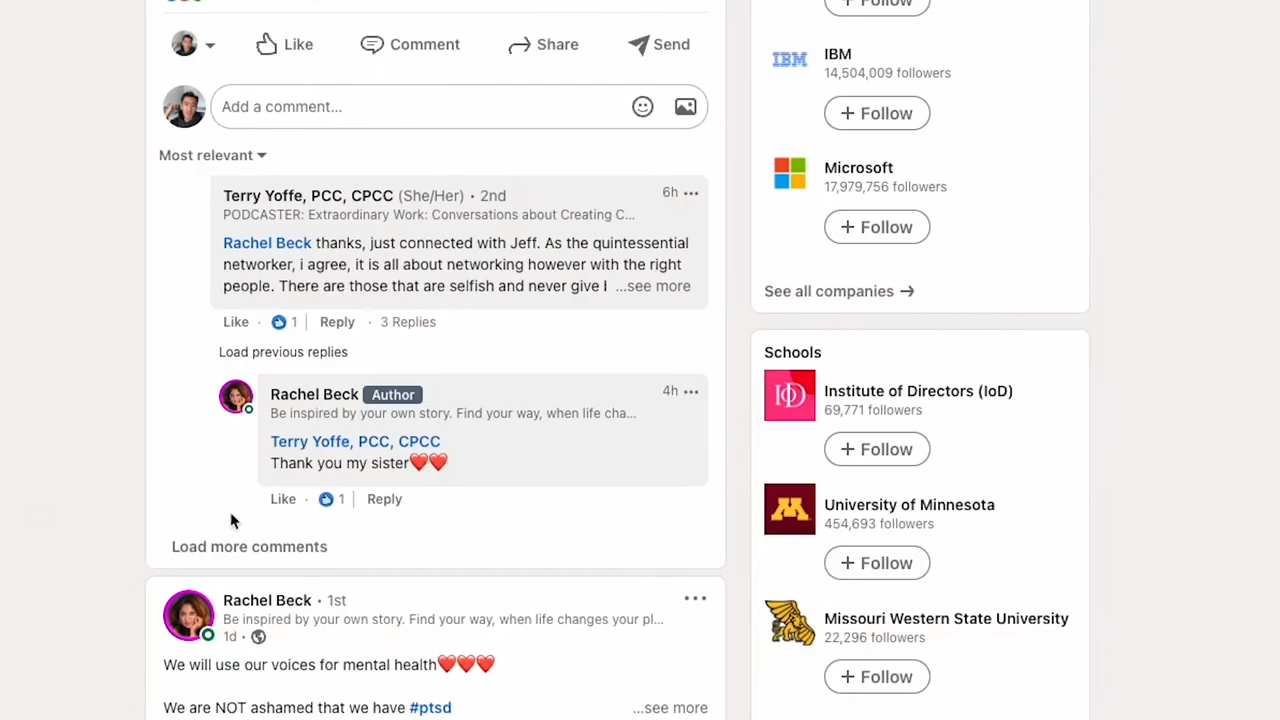 Like
Comment
Share
Send
Add a comment...
Most relevant
Terry Yoffe, PCC, CPCC (She/Her) • 2nd
6h
PODCASTER: Extraordinary Work: Conversations about Creating C...
Rachel Beck thanks, just connected with Jeff. As the quintessential
networker, i agree, it is all about networking however with the right
people. There are those that are selfish and never give ...see more
Like · 1 | Reply · 3 Replies
Load previous replies
Rachel Beck Author
4h
Be inspired by your own story. Find your way, when life cha...
Terry Yoffe, PCC, CPCC
Thank you my sister❤️❤️
Like · 1 | Reply
Load more comments
Rachel Beck • 1st
Be inspired by your own story. Find your way, when life changes your pl...
1d •
We will use our voices for mental health❤️❤️❤️
We are NOT ashamed that we have #ptsd ...see more
+ Follow
IBM
IBM
14,504,009 followers
+ Follow
Microsoft
17,979,756 followers
+ Follow
See all companies →
Schools
IoD
Institute of Directors (IoD)
69,771 followers
+ Follow
M
University of Minnesota
454,693 followers
+ Follow
Missouri Western State University
22,296 followers
+ Follow